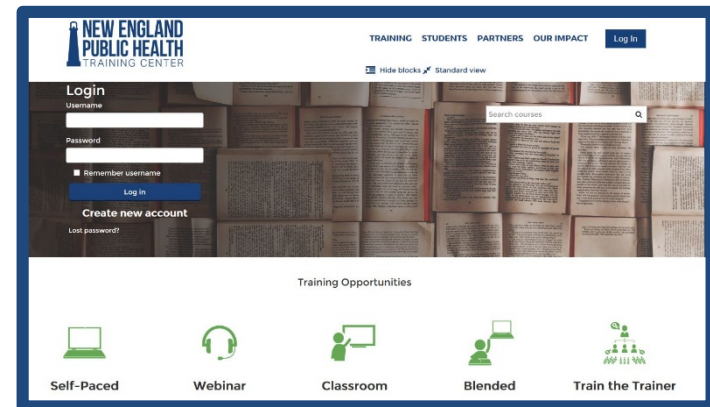 NEW ENGLAND
PUBLIC HEALTH
TRAINING CENTER
TRAINING STUDENTS PARTNERS OUR IMPACT Log In
Hide blocks Standard view
Login
Username
Search courses
Password
Remember username
Log in
Create new account
Lost password?
Training Opportunities
Self-Paced Webinar Classroom Blended Train the Trainer